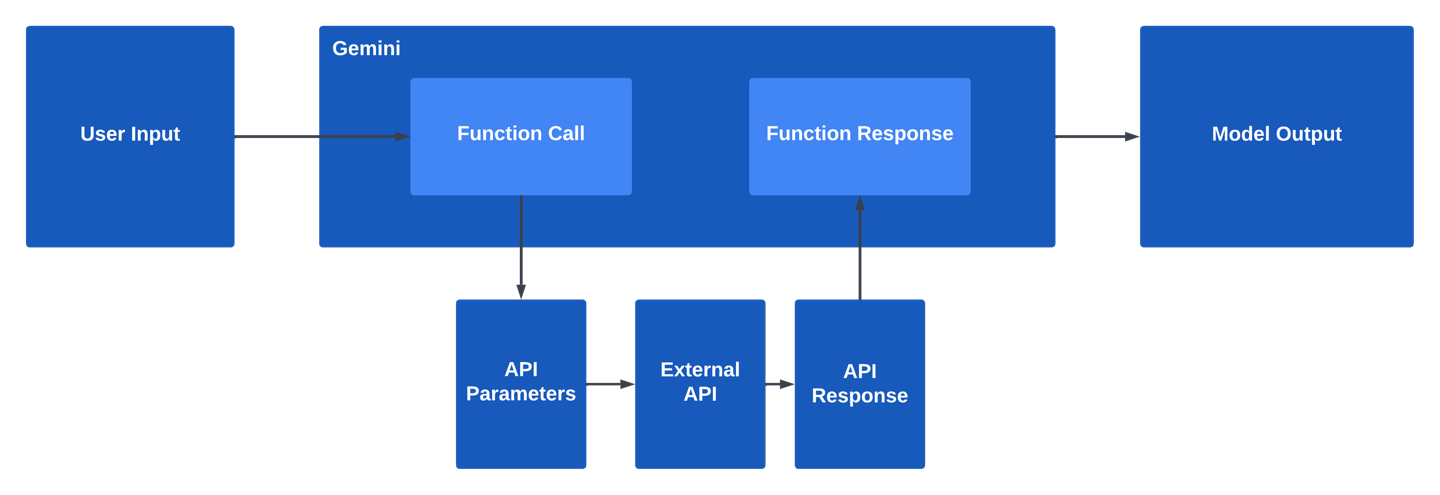 Gemini
User Input
Function Call
Function Response
Model Output
API
Parameters
External
API
API
Response